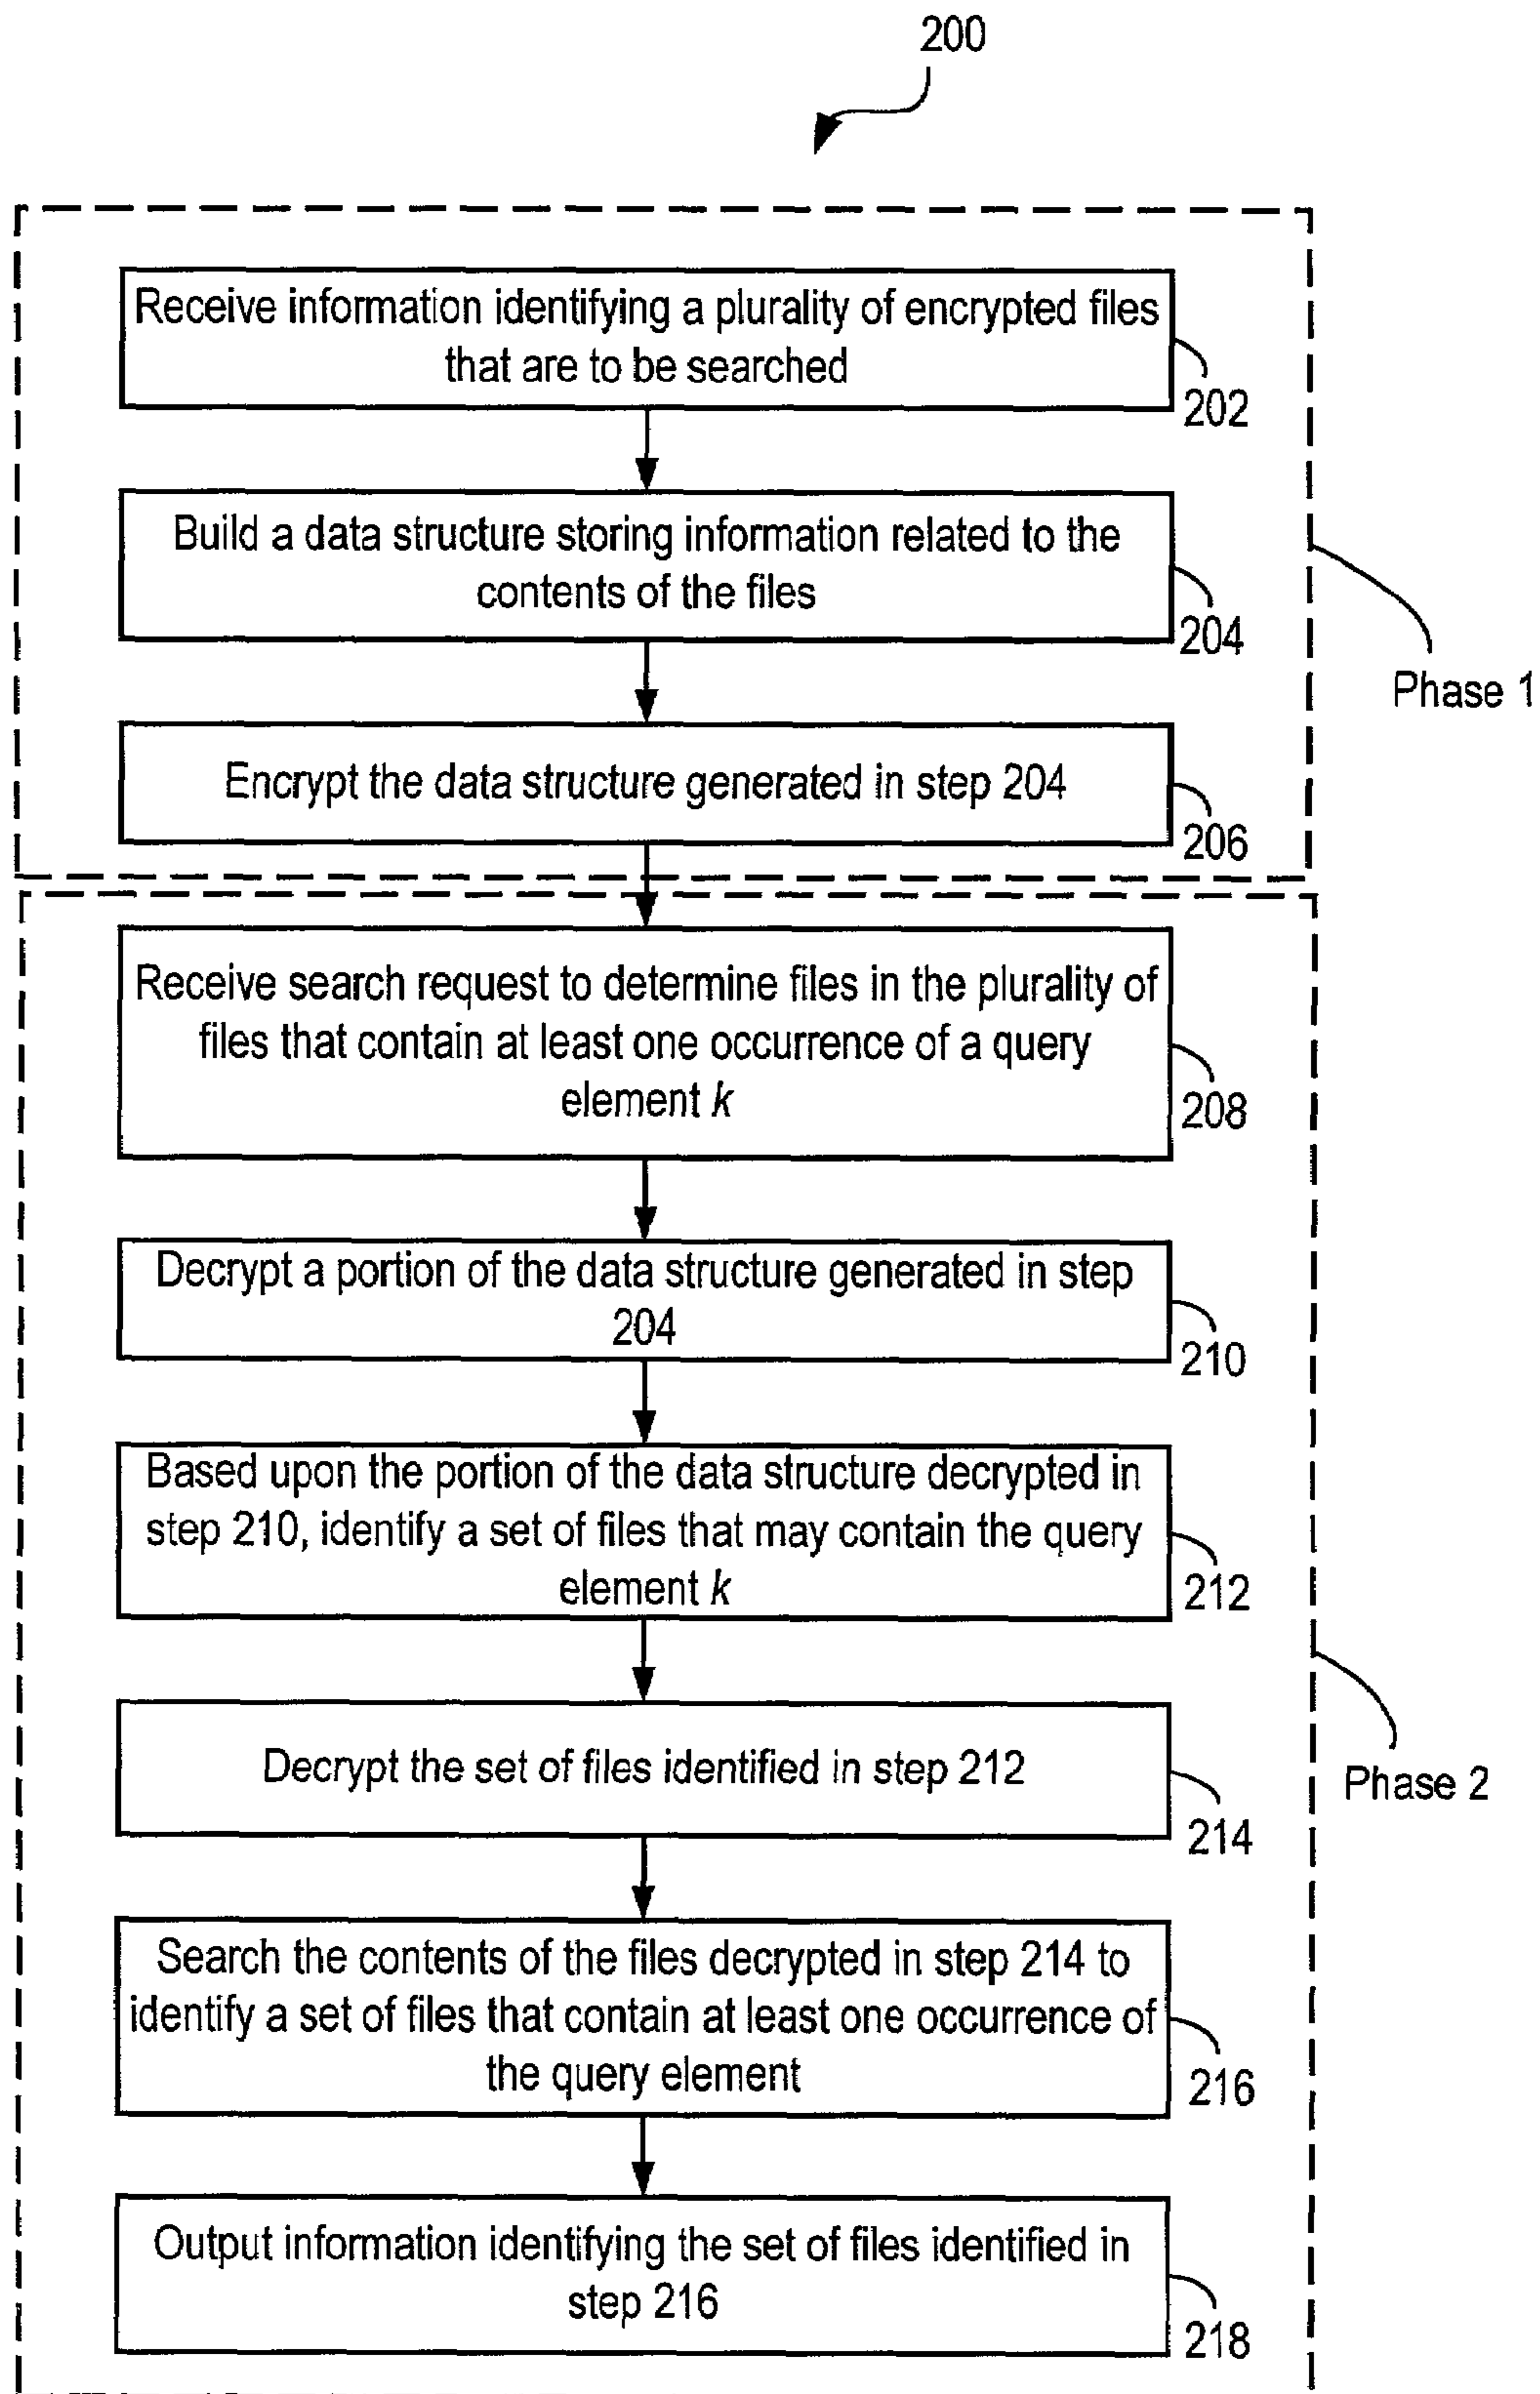 200
Receive information identifying a plurality of encrypted files
that are to be searched
202
Build a data structure storing information related to the
contents of the files
204
Phase 1
Encrypt the data structure generated in step 204
206
Receive search request to determine files in the plurality of
files that contain at least one occurrence of a query
element k
208
Decrypt a portion of the data structure generated in step
204
210
Based upon the portion of the data structure decrypted in
step 210, identify a set of files that may contain the query
element k
212
Decrypt the set of files identified in step 212
214
Phase 2
Search the contents of the files decrypted in step 214 to
identify a set of files that contain at least one occurrence of
the query element
216
Output information identifying the set of files identified in
step 216
218